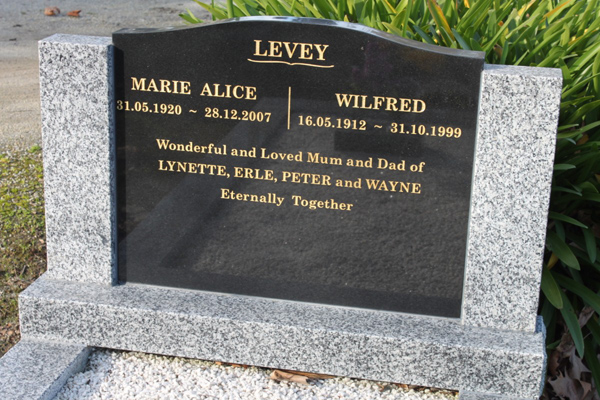 LEVEY
MARIE ALICE
31.05.1920 ~ 28.12.2007
WILFRED
16.05.1912 ~ 31.10.1999
Wonderful and Loved Mum and Dad of
LYNETTE, ERLE, PETER and WAYNE
Eternally Together